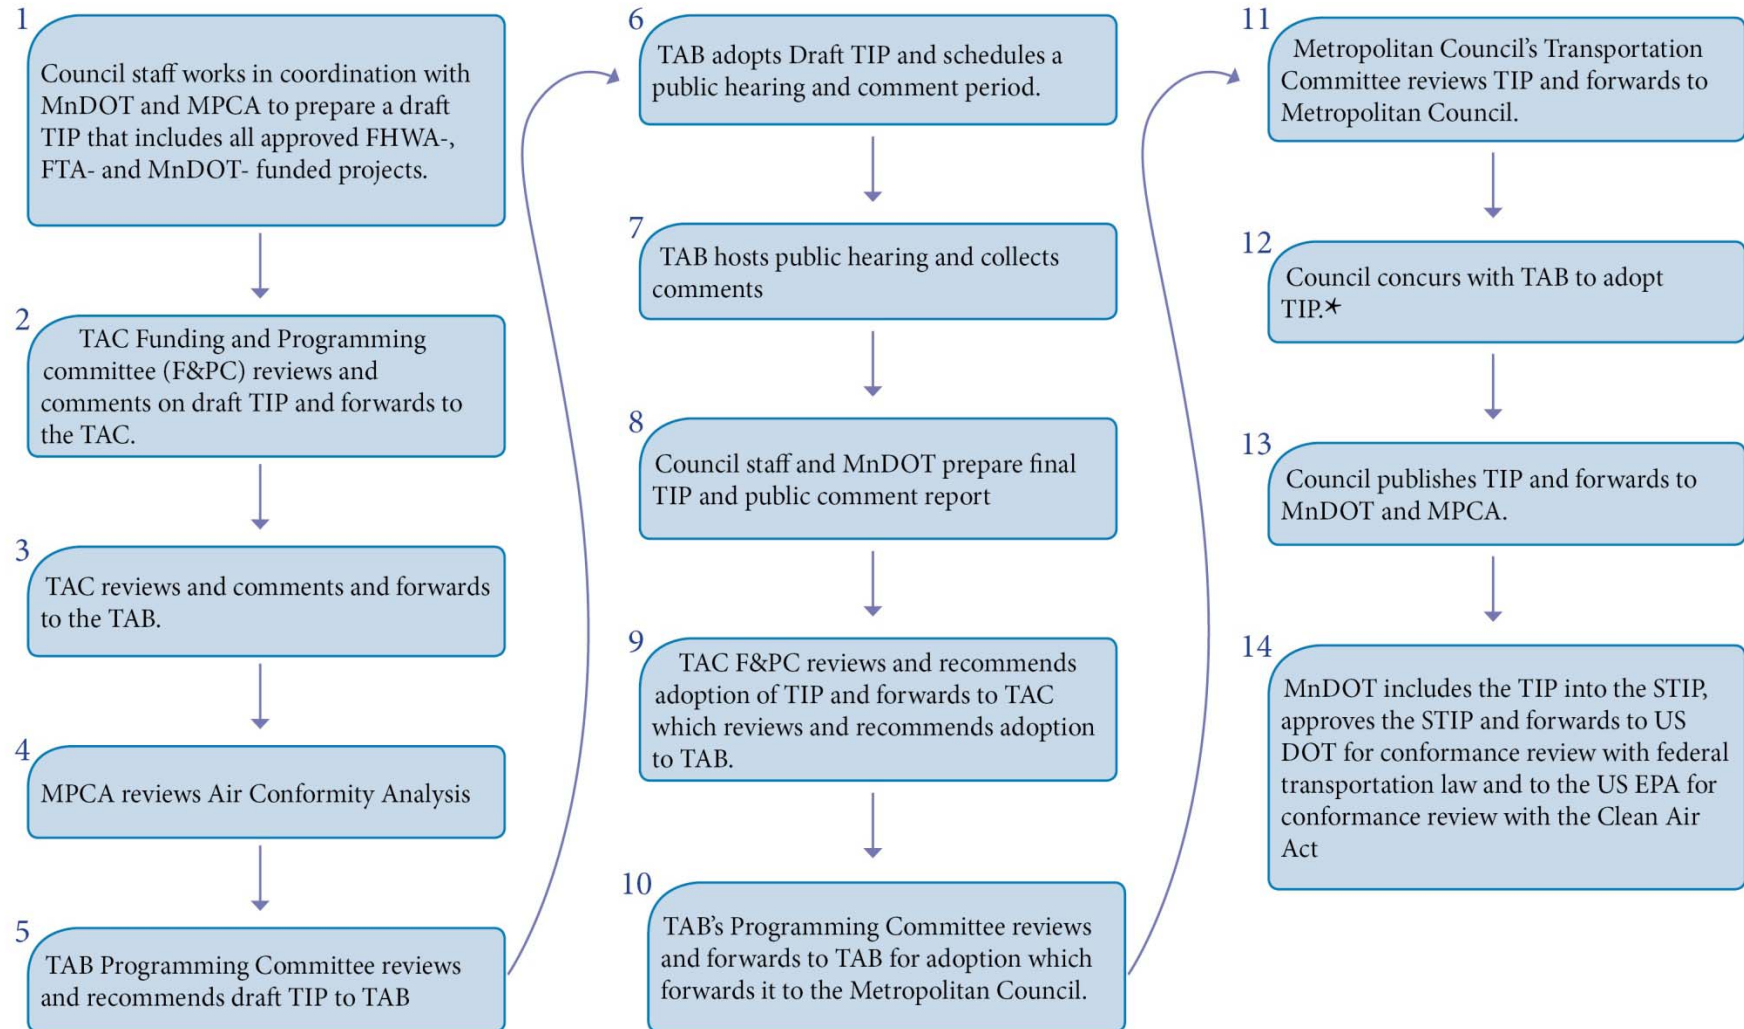 1
Council staff works in coordination with
MnDOT and MPCA to prepare a draft
TIP that includes all approved FHWA-,
FTA- and MnDOT- funded projects.
2
TAC Funding and Programming
committee (F&PC) reviews and
comments on draft TIP and forwards to
the TAC.
3
TAC reviews and comments and forwards
to the TAB.
4
MPCA reviews Air Conformity Analysis
5
TAB Programming Committee reviews
and recommends draft TIP to TAB
6
TAB adopts Draft TIP and schedules a
public hearing and comment period.
7
TAB hosts public hearing and collects
comments
8
Council staff and MnDOT prepare final
TIP and public comment report
9
TAC F&PC reviews and recommends
adoption of TIP and forwards to TAC
which reviews and recommends adoption
to TAB.
10
TAB’s Programming Committee reviews
and forwards to TAB for adoption which
forwards it to the Metropolitan Council.
11
Metropolitan Council’s Transportation
Committee reviews TIP and forwards to
Metropolitan Council.
12
Council concurs with TAB to adopt
TIP.*
13
Council publishes TIP and forwards to
MnDOT and MPCA.
14
MnDOT includes the TIP into the STIP,
approves the STIP and forwards to US
DOT for conformance review with federal
transportation law and to the US EPA for
conformance review with the Clean Air
Act